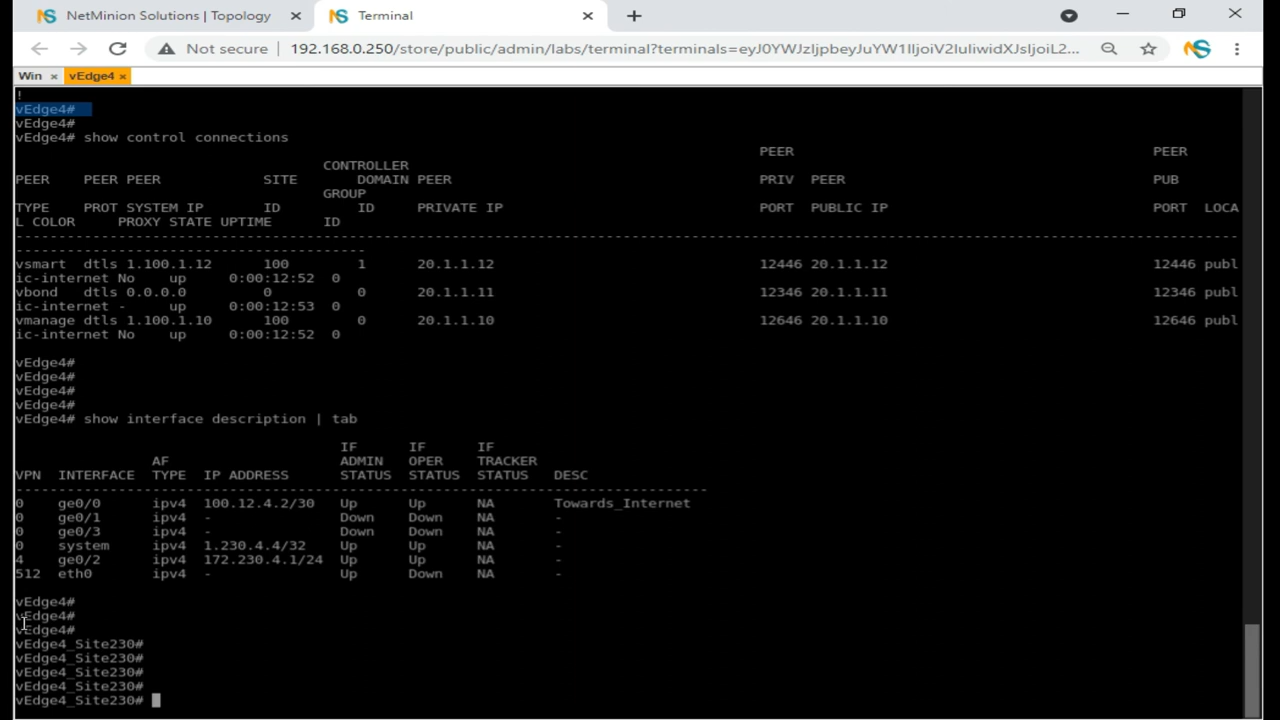 NetMinion Solutions | Topology
Terminal
Not secure 192.168.0.250/store/public/admin/labs/terminal?terminals=
Win × vEdge4 ×
!
vEdge4#
vEdge4#
vEdge4# show control connections
PEER PEER
CONTROLLER
PEER PEER PEER SITE DOMAIN PEER PRIV PEER PUB
GROUP
TYPE PROT SYSTEM IP ID ID PRIVATE IP PORT PUBLIC IP PORT LOCA
L COLOR PROXY STATE UPTIME ID
vsmart dtls 1.100.1.12 100 1 20.1.1.12 12446 20.1.1.12 12446 publ
ic-internet No up 0:00:12:52 0
vbond dtls 0.0.0.0 0 0 20.1.1.11 12346 20.1.1.11 12346 publ
ic-internet - up 0:00:12:53 0
vmanage dtls 1.100.1.10 100 0 20.1.1.10 12646 20.1.1.10 12646 publ
ic-internet No up 0:00:12:52 0
vEdge4#
vEdge4#
vEdge4#
vEdge4#
vEdge4# show interface description | tab
IF IF IF
AF ADMIN OPER TRACKER
VPN INTERFACE TYPE IP ADDRESS STATUS STATUS STATUS DESC
0 ge0/0 ipv4 100.12.4.2/30 Up Up NA Towards_Internet
0 ge0/1 ipv4 - Down Down NA -
0 ge0/3 ipv4 - Down Down NA -
0 system ipv4 1.230.4.4/32 Up Up NA -
4 ge0/2 ipv4 172.230.4.1/24 Up Up NA -
512 eth0 ipv4 - Up Down NA -
vEdge4#
vEdge4#
vEdge4#
vEdge4_Site230#
vEdge4_Site230#
vEdge4_Site230#
vEdge4_Site230#
vEdge4_Site230#